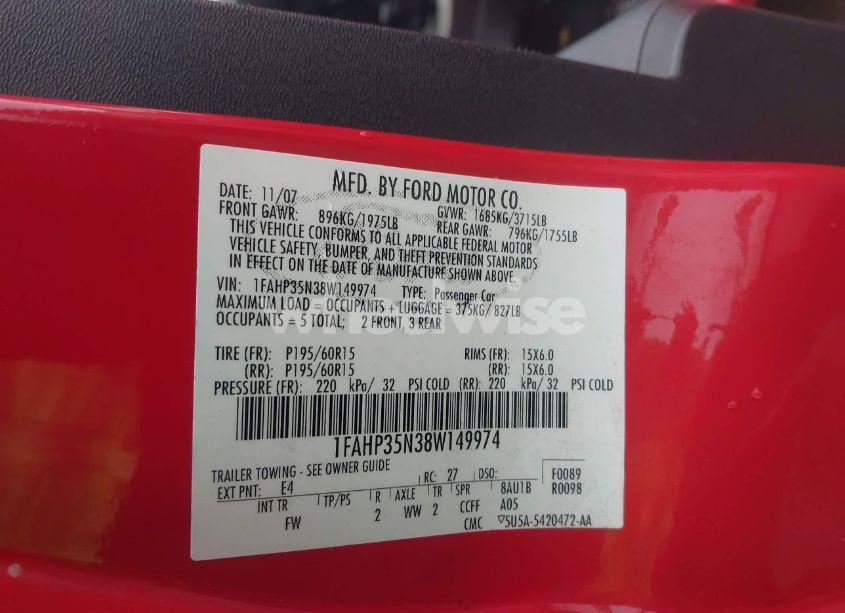 MFD. BY FORD MOTOR CO.
DATE: 11/07 GVWR: 1685KG/3715LB
FRONT GAWR: 896KG/1975LB REAR GAWR: 796KG/1755LB
THIS VEHICLE CONFORMS TO ALL APPLICABLE FEDERAL MOTOR
VEHICLE SAFETY, BUMPER, AND THEFT PREVENTION STANDARDS
IN EFFECT ON THE DATE OF MANUFACTURE SHOWN ABOVE.
VIN: 1FAHP35N38W149974 TYPE: Passenger Car
MAXIMUM LOAD = OCCUPANTS + LUGGAGE = 375KG/ 827LB
OCCUPANTS = 5 TOTAL; 2 FRONT, 3 REAR
wheelwise
TIRE (FR): P195/60R15 RIMS (FR): 15X6.0
(RR): P195/60R15 (RR): 15X6.0
PRESSURE (FR): 220 kPa/ 32 PSI COLD (RR): 220 kPa/ 32 PSI COLD
1FAHP35N38W149974
TRAILER TOWING - SEE OWNER GUIDE
EXT PNT: E4 RC: 27 DSO: F0089
INT TR TP/PS R AXLE TR SPR 8AU1B R0098
FW 2 WW 2 CCFF A05
CMC ▽5U5A-5420472-AA